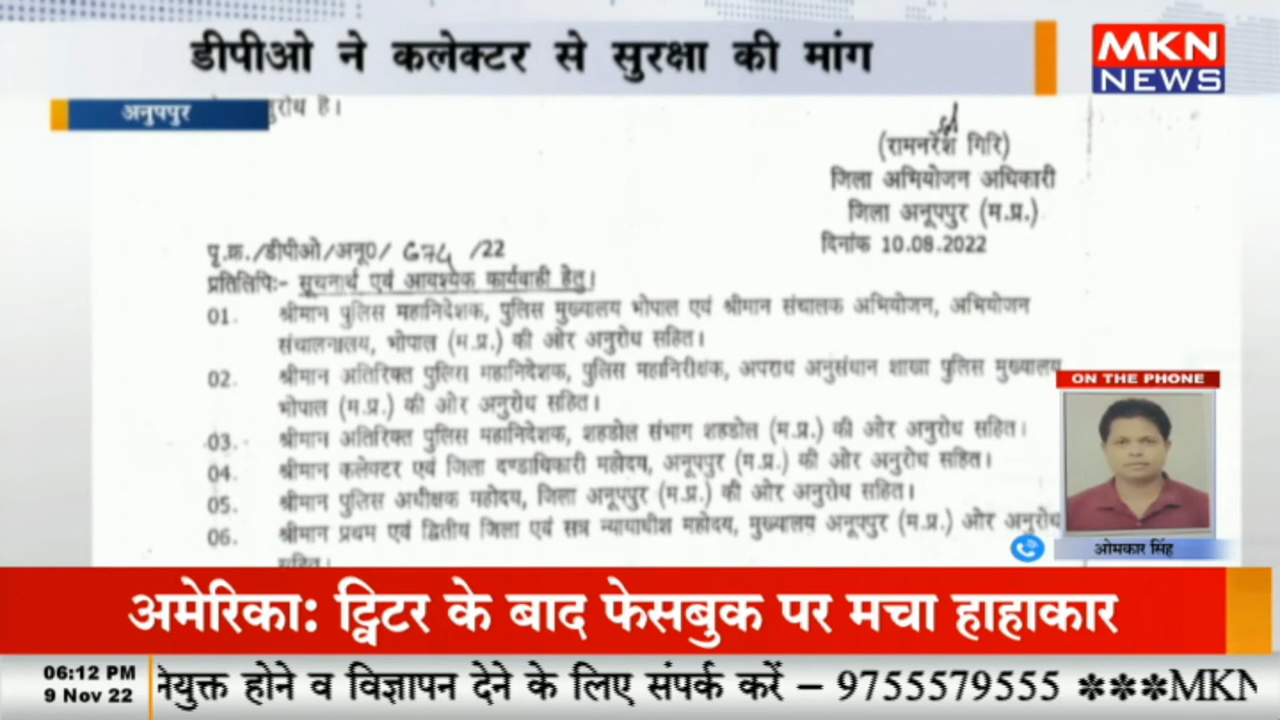 डीपीओ ने कलेक्टर से सुरक्षा की मांग
MKN
NEWS
अनुपपुर
है।
(रामनरेश गिरि)
जिला अभियोजन अधिकारी
जिला अनूपपुर (म.प्र.)
दिनांक 10.08.2022
पृ.क्र./डीपीओ/अनू0/ 674 /22
प्रतिलिपिः- सूचनार्थ एवं आवश्येक कार्यवाही हेतु।
01. श्रीमान पुलिस महानिदेशक, पुलिस मुख्यालय भोपाल एवं श्रीमान संचालक अभियोजन, अभियोजन
संचालनालय, भोपाल (म.प्र.) की ओर अनुरोध सहित।
02. श्रीमान अतिरिक्त पुलिस महानिदेशक, पुलिस महानिरीक्षक, अपराध अनुसंधान शाखा पुलिस मुख्यालय
भोपाल (म.प्र.) की ओर अनुरोध सहित।
03. श्रीमान अतिरिक्त पुलिस महानिदेशक, शहडोल संभाग शहडोल (म.प्र.) की ओर अनुरोध सहित।
04. श्रीमान कलेक्टर एवं जिला दण्डाधिकारी महोदय, अनूपपुर (म.प्र.) की ओर अनुरोध सहित।
05. श्रीमान पुलिस अधीक्षक महोदय, जिला अनूपपुर (म.प्र.) की ओर अनुरोध सहित।
06. श्रीमान प्रथम एवं द्वितीय जिला एवं सत्र न्यायाधीश महोदय, मुख्यालय अनूपपुर (म.प्र.) ओर अनुरोध
सहित।
ON THE PHONE
ओमकार सिंह
अमेरिका: ट्विटर के बाद फेसबुक पर मचा हाहाकार
06:12 PM
9 Nov 22
नेयुक्त होने व विज्ञापन देने के लिए संपर्क करें – 9755579555 ***MKN